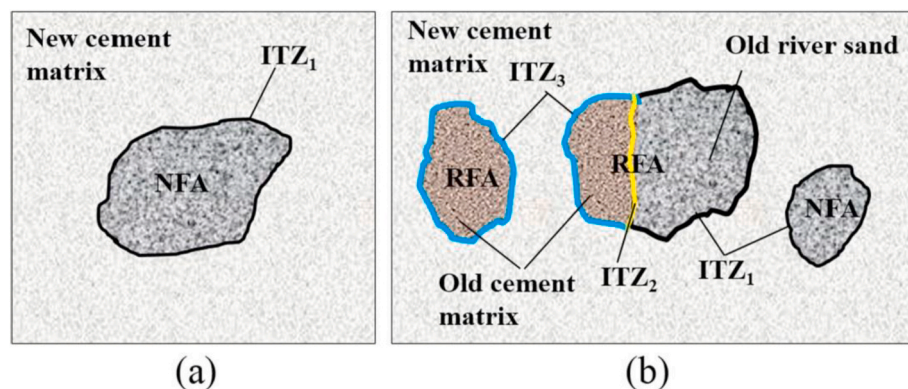 New cement
matrix
ITZ₁
NFA
(a)
New cement
matrix
ITZ₃
Old river sand
RFA
RFA
NFA
Old cement
matrix
ITZ₂
ITZ₁
(b)